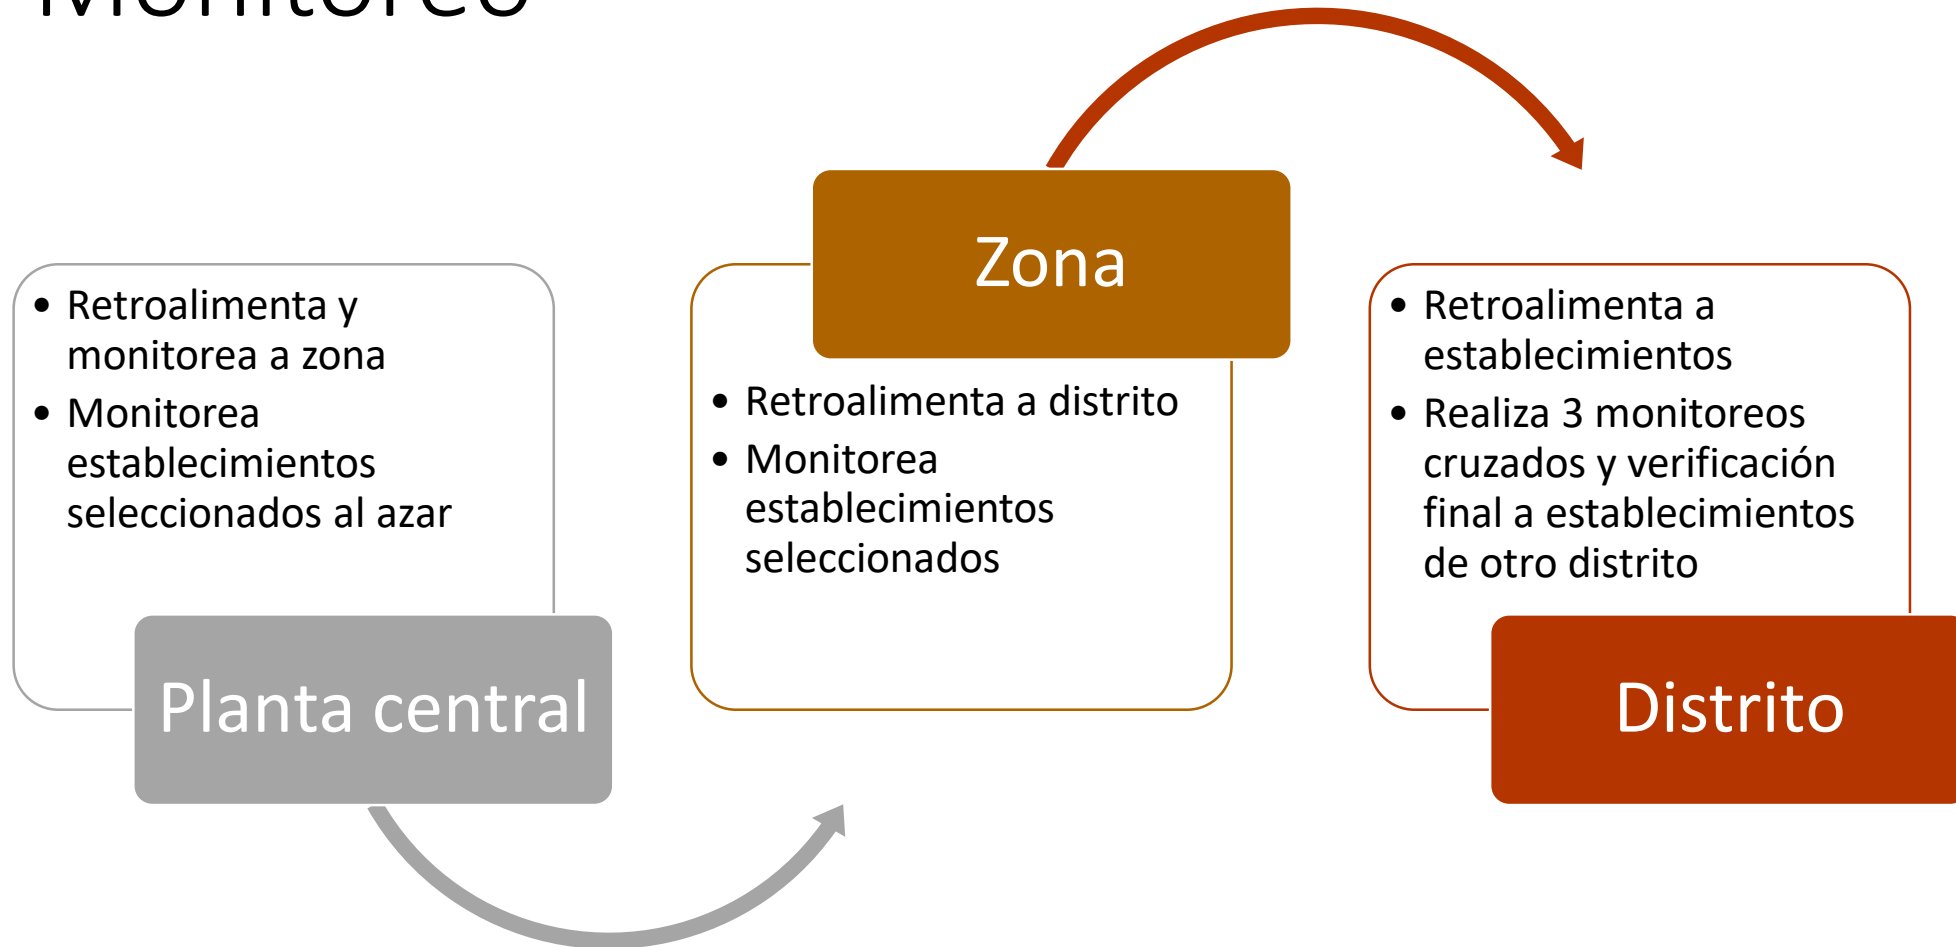 Monitoreo
• Retroalimenta y
monitorea a zona
• Monitorea
establecimientos
seleccionados al azar
Planta central
Zona
• Retroalimenta a distrito
• Monitorea
establecimientos
seleccionados
• Retroalimenta a
establecimientos
• Realiza 3 monitoreos
cruzados y verificación
final a establecimientos
de otro distrito
Distrito